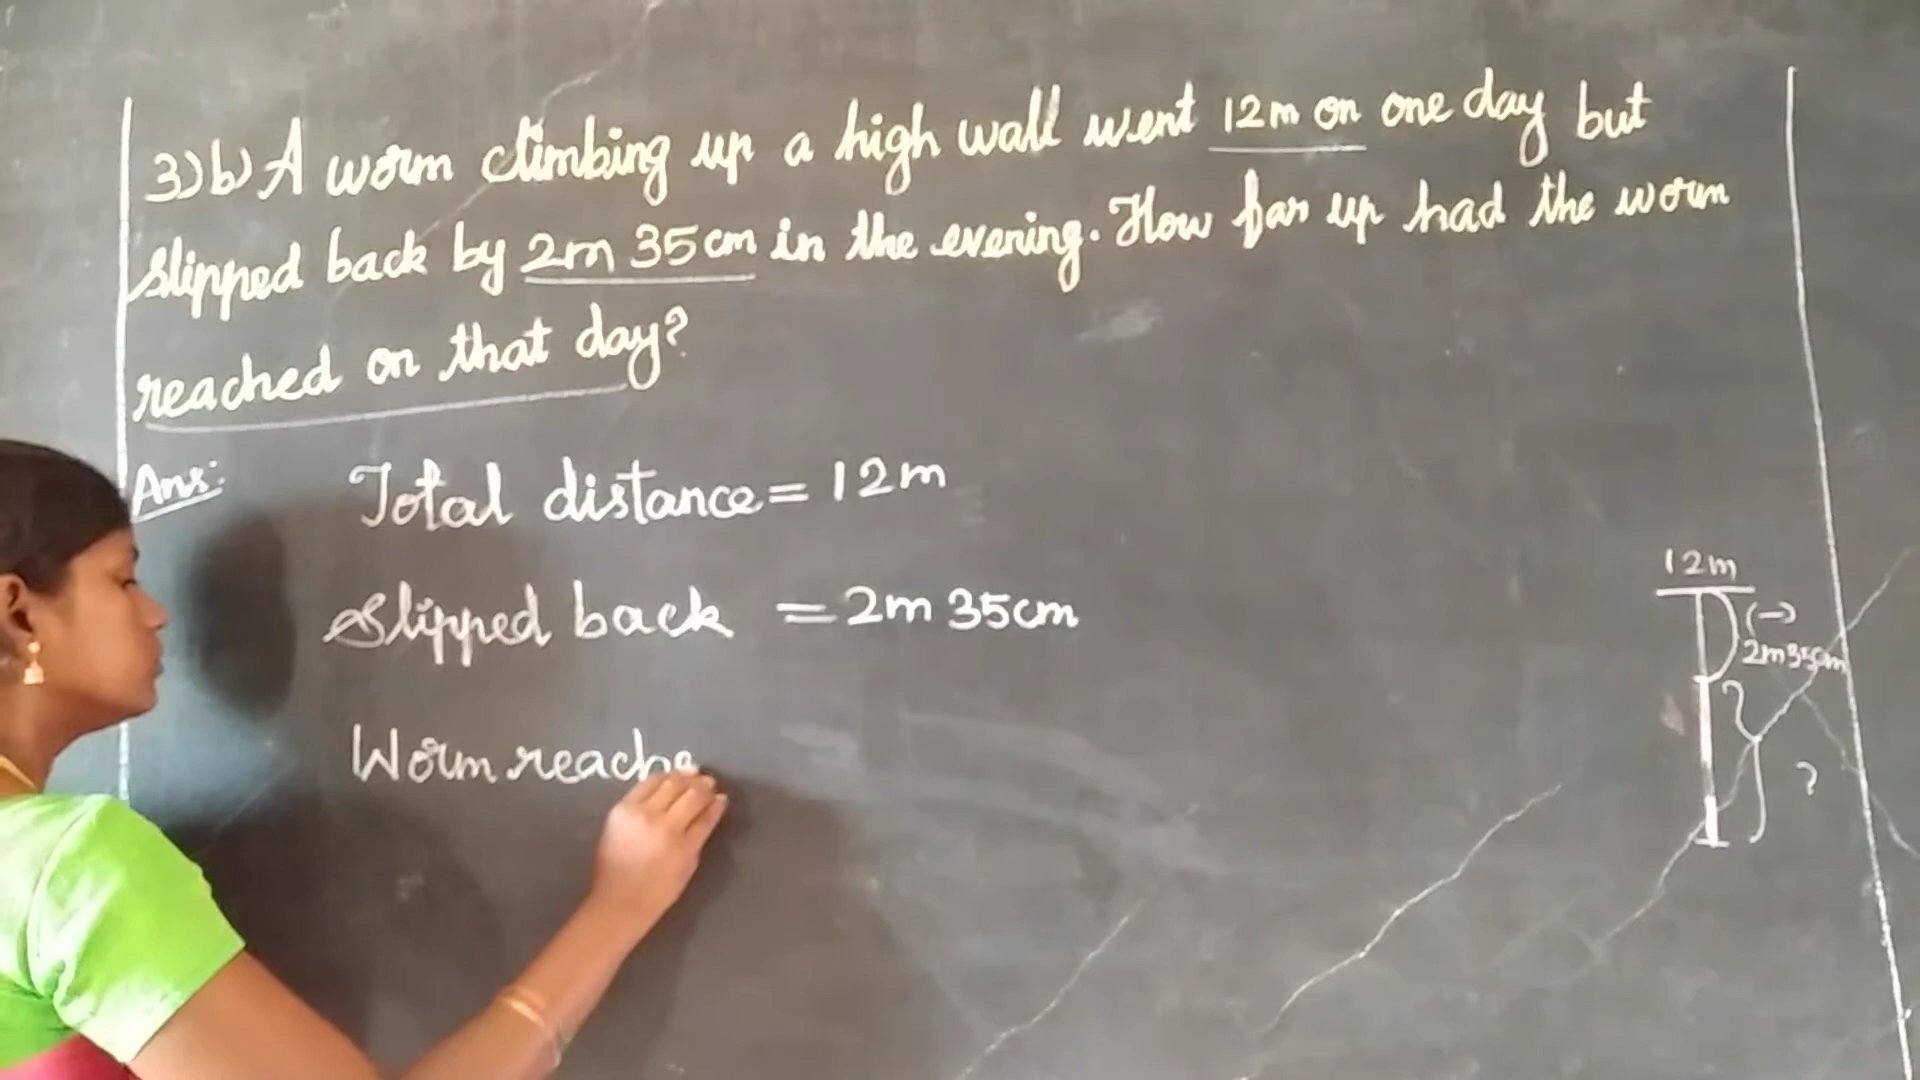 3) b) A worm climbing up a high wall went 12m on one day but
slipped back by 2m 35cm in the evening. How far up had the worm
reached on that day?
Ans:
Total distance = 12m
Slipped back = 2m 35cm
Worm reache
12m
(-)
2m35cm
?